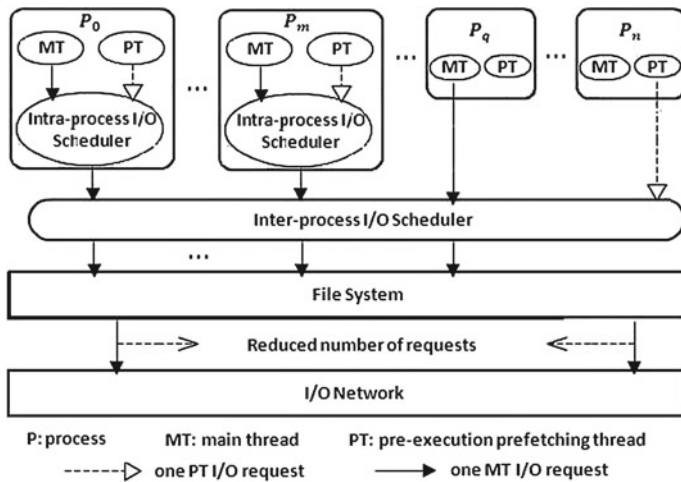 P₀ Pₘ P_q Pₙ
MT PT MT PT ... MT PT ... MT PT
... 
Intra-process I/O Scheduler
Intra-process I/O Scheduler
Inter-process I/O Scheduler
...
File System
Reduced number of requests
I/O Network
P: process MT: main thread PT: pre-execution prefetching thread
one PT I/O request one MT I/O request